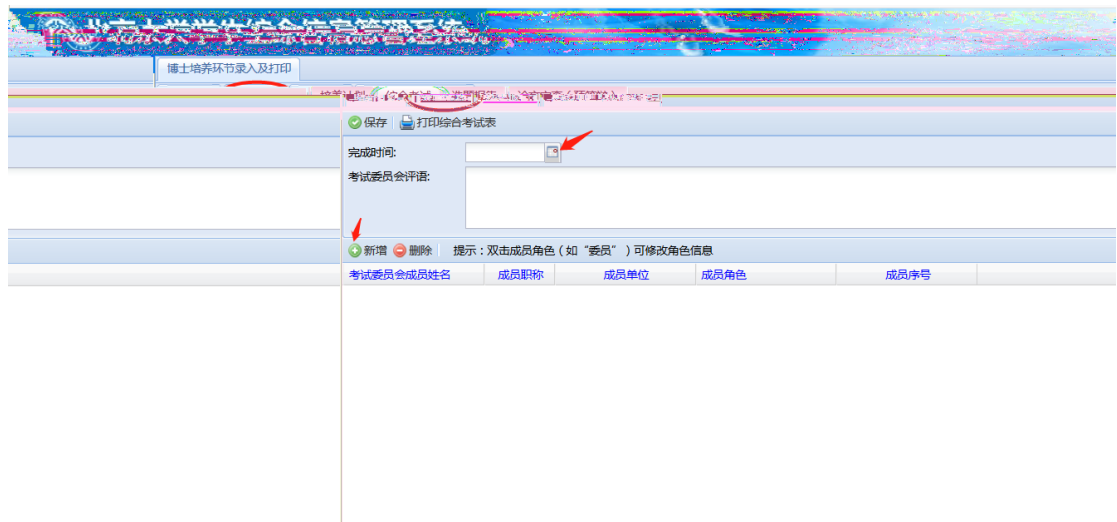 博士培养环节录入及打印
综合考试
保存 打印综合考试表
完成时间:
考试委员会评语:
新增 删除 提示：双击成员角色（如“委员”）可修改角色信息
考试委员会成员姓名 成员职称 成员单位 成员角色 成员序号